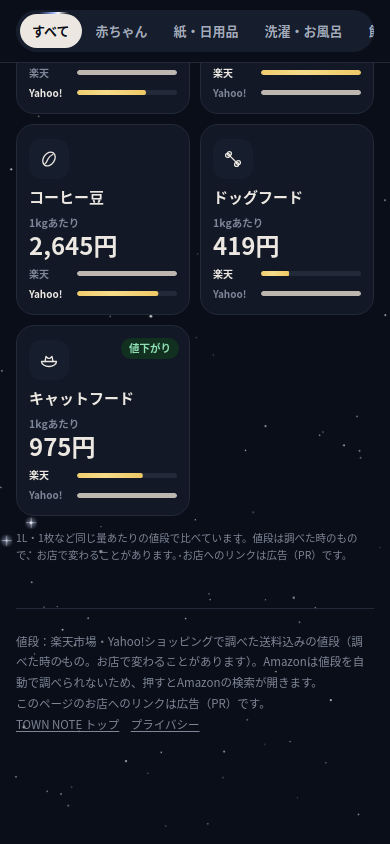 すべて 赤ちゃん 紙・日用品 洗濯・お風呂
楽天 楽天
Yahoo! Yahoo!
コーヒー豆
1kgあたり
2,645円
楽天
Yahoo!
ドッグフード
1kgあたり
419円
楽天
Yahoo!
値下がり
キャットフード
1kgあたり
975円
楽天
Yahoo!
1L・1枚など同じ量あたりの値段で比べています。値段は調べた時のもの
で、お店で変わることがあります。お店へのリンクは広告（PR）です。
値段：楽天市場・Yahoo!ショッピングで調べた送料込みの値段（調
べた時のもの。お店で変わることがあります）。Amazonは値段を自
動で調べられないため、押すとAmazonの検索が開きます。
このページのお店へのリンクは広告（PR）です。
TOWN NOTE トップ プライバシー